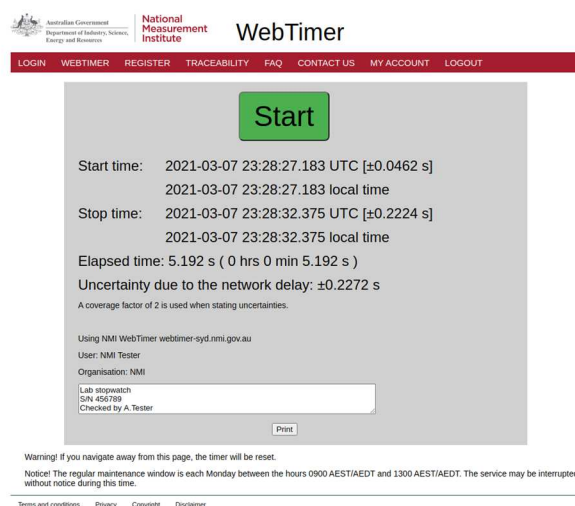 Australian Government
Department of Industry, Science,
Energy and Resources
National
Measurement
Institute
WebTimer
LOGIN WEBTIMER REGISTER TRACEABILITY FAQ CONTACT US MY ACCOUNT LOGOUT
Start
Start time: 2021-03-07 23:28:27.183 UTC [±0.0462 s]
2021-03-07 23:28:27.183 local time
Stop time: 2021-03-07 23:28:32.375 UTC [±0.2224 s]
2021-03-07 23:28:32.375 local time
Elapsed time: 5.192 s ( 0 hrs 0 min 5.192 s )
Uncertainty due to the network delay: ±0.2272 s
A coverage factor of 2 is used when stating uncertainties.
Using NMI WebTimer webtimer-syd.nmi.gov.au
User: NMI Tester
Organisation: NMI
Lab stopwatch
S/N 456789
Checked by A.Tester
Print
Warning! If you navigate away from this page, the timer will be reset.
Notice! The regular maintenance window is each Monday between the hours 0900 AEST/AEDT and 1300 AEST/AEDT. The service may be interrupted
without notice during this time.
Terms and conditions Privacy Copyright Disclaimer